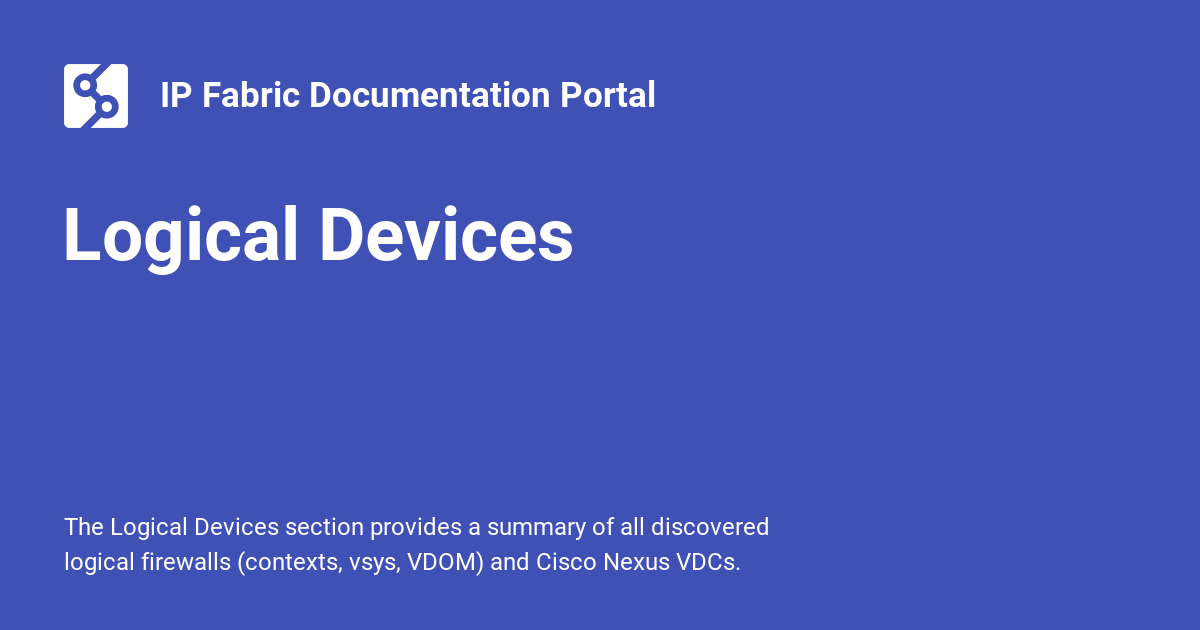 IP Fabric Documentation Portal
Logical Devices
The Logical Devices section provides a summary of all discovered
logical firewalls (contexts, vsys, VDOM) and Cisco Nexus VDCs.